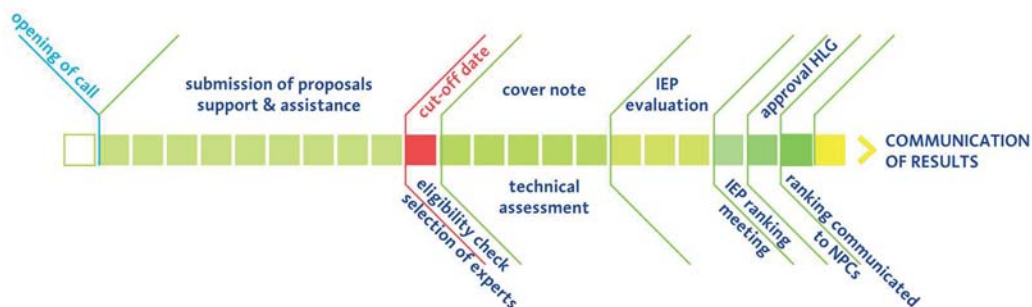 opening of call
submission of proposals
support & assistance
cut-off date
eligibility check
selection of experts
cover note
technical
assessment
IEP
evaluation
IEP ranking
meeting
approval HLG
ranking communicated
to NPCs
COMMUNICATION
OF RESULTS